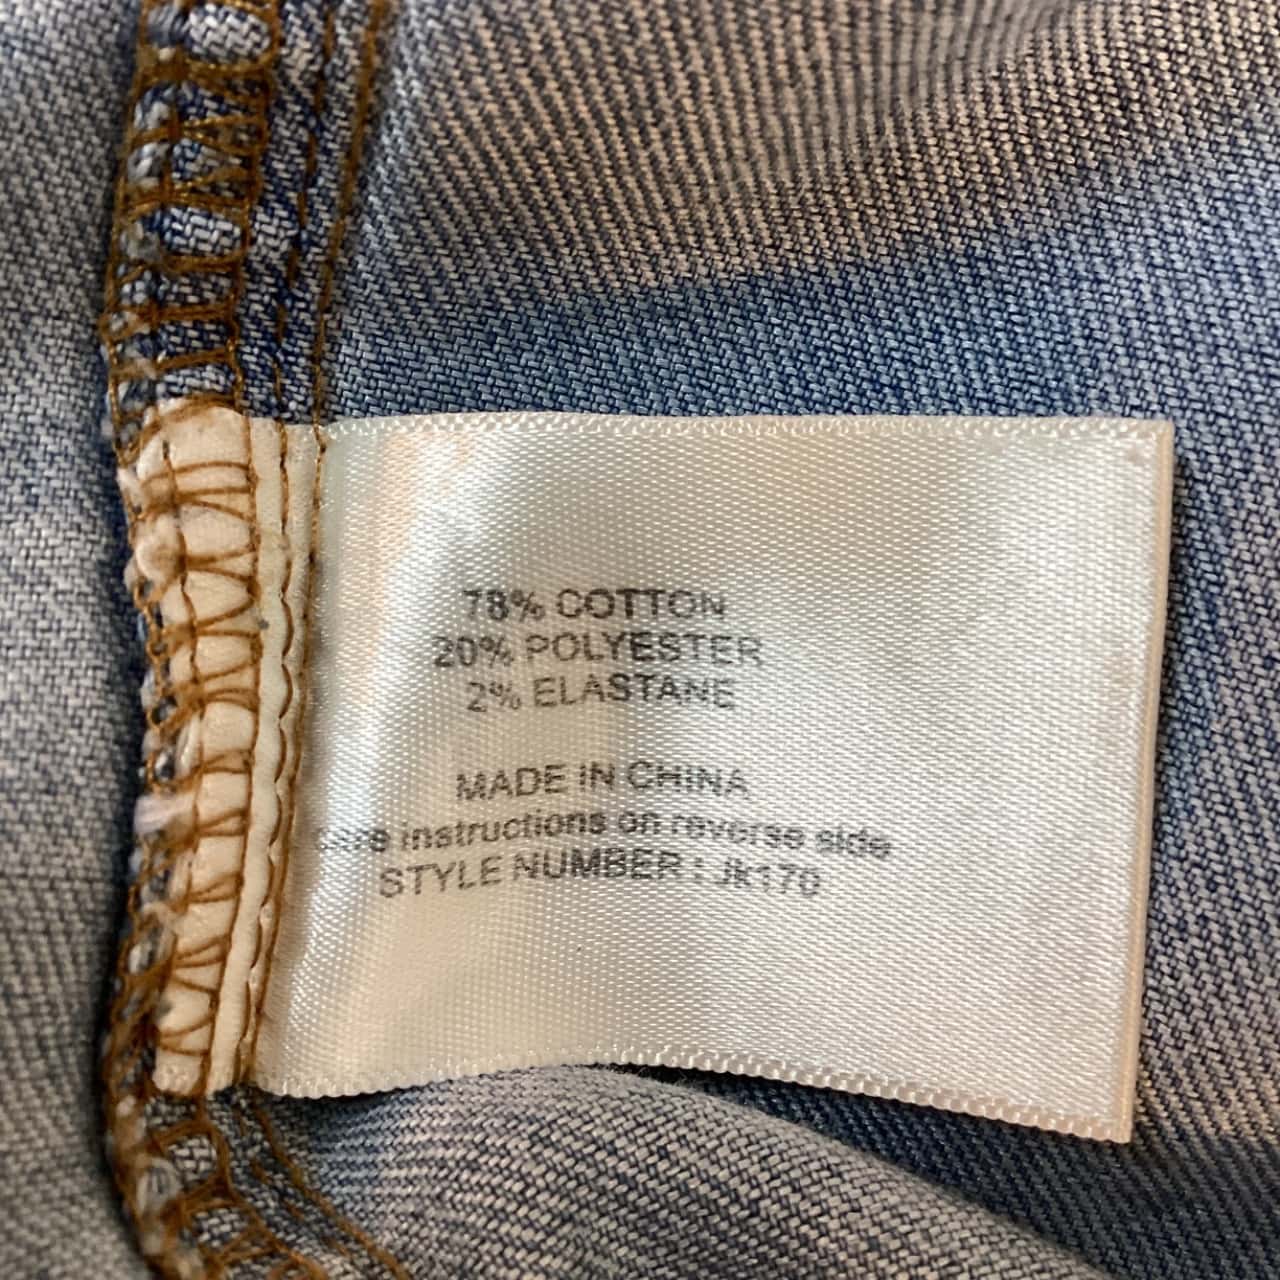 78% COTTON
20% POLYESTER
2% ELASTANE
MADE IN CHINA
care instructions on reverse side
STYLE NUMBER : Jk170